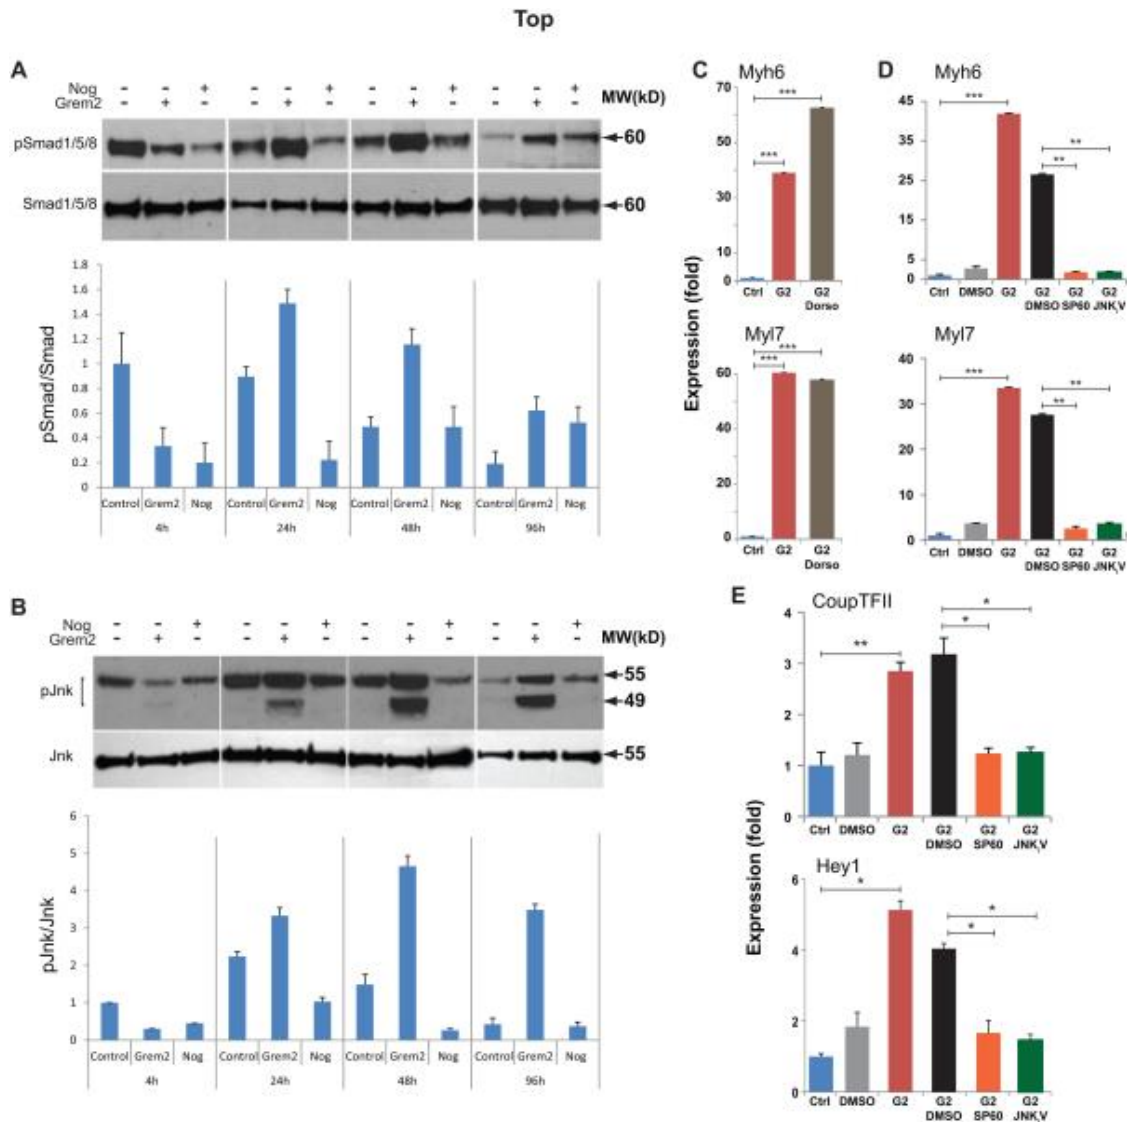 Top
A
Nog - - + - - + - - + - - +
Grem2 - + - - + - - + - - + -
MW(kD)
pSmad1/5/8
60
Smad1/5/8
60
pSmad/Smad
1.8
1.6
1.4
1.2
1
0.8
0.6
0.4
0.2
0
Control Grem2 Nog Control Grem2 Nog Control Grem2 Nog Control Grem2 Nog
4h 24h 48h 96h
B
Nog - - + - - + - - + - - +
Grem2 - + - - + - - + - - + -
MW(kD)
pJnk
55
49
Jnk
55
pJnk/Jnk
6
5
4
3
2
1
0
Control Grem2 Nog Control Grem2 Nog Control Grem2 Nog Control Grem2 Nog
4h 24h 48h 96h
C
Expression (fold)
Myh6
70
50
30
10
0
***
***
Ctrl G2 G2
Dorso
Myl7
60
40
20
0
***
***
Ctrl G2 G2
Dorso
D
Myh6
45
25
5
0
***
**
**
Ctrl DMSO G2 G2 G2 G2
DMSO SP60 JNKiV
Myl7
40
30
10
0
***
**
**
Ctrl DMSO G2 G2 G2 G2
DMSO SP60 JNKiV
E
Expression (fold)
CoupTFII
4
3
2
1
0
**
*
*
Ctrl DMSO G2 G2 G2 G2
DMSO SP60 JNKiV
Hey1
6
4
2
0
*
*
*
Ctrl DMSO G2 G2 G2 G2
DMSO SP60 JNKiV